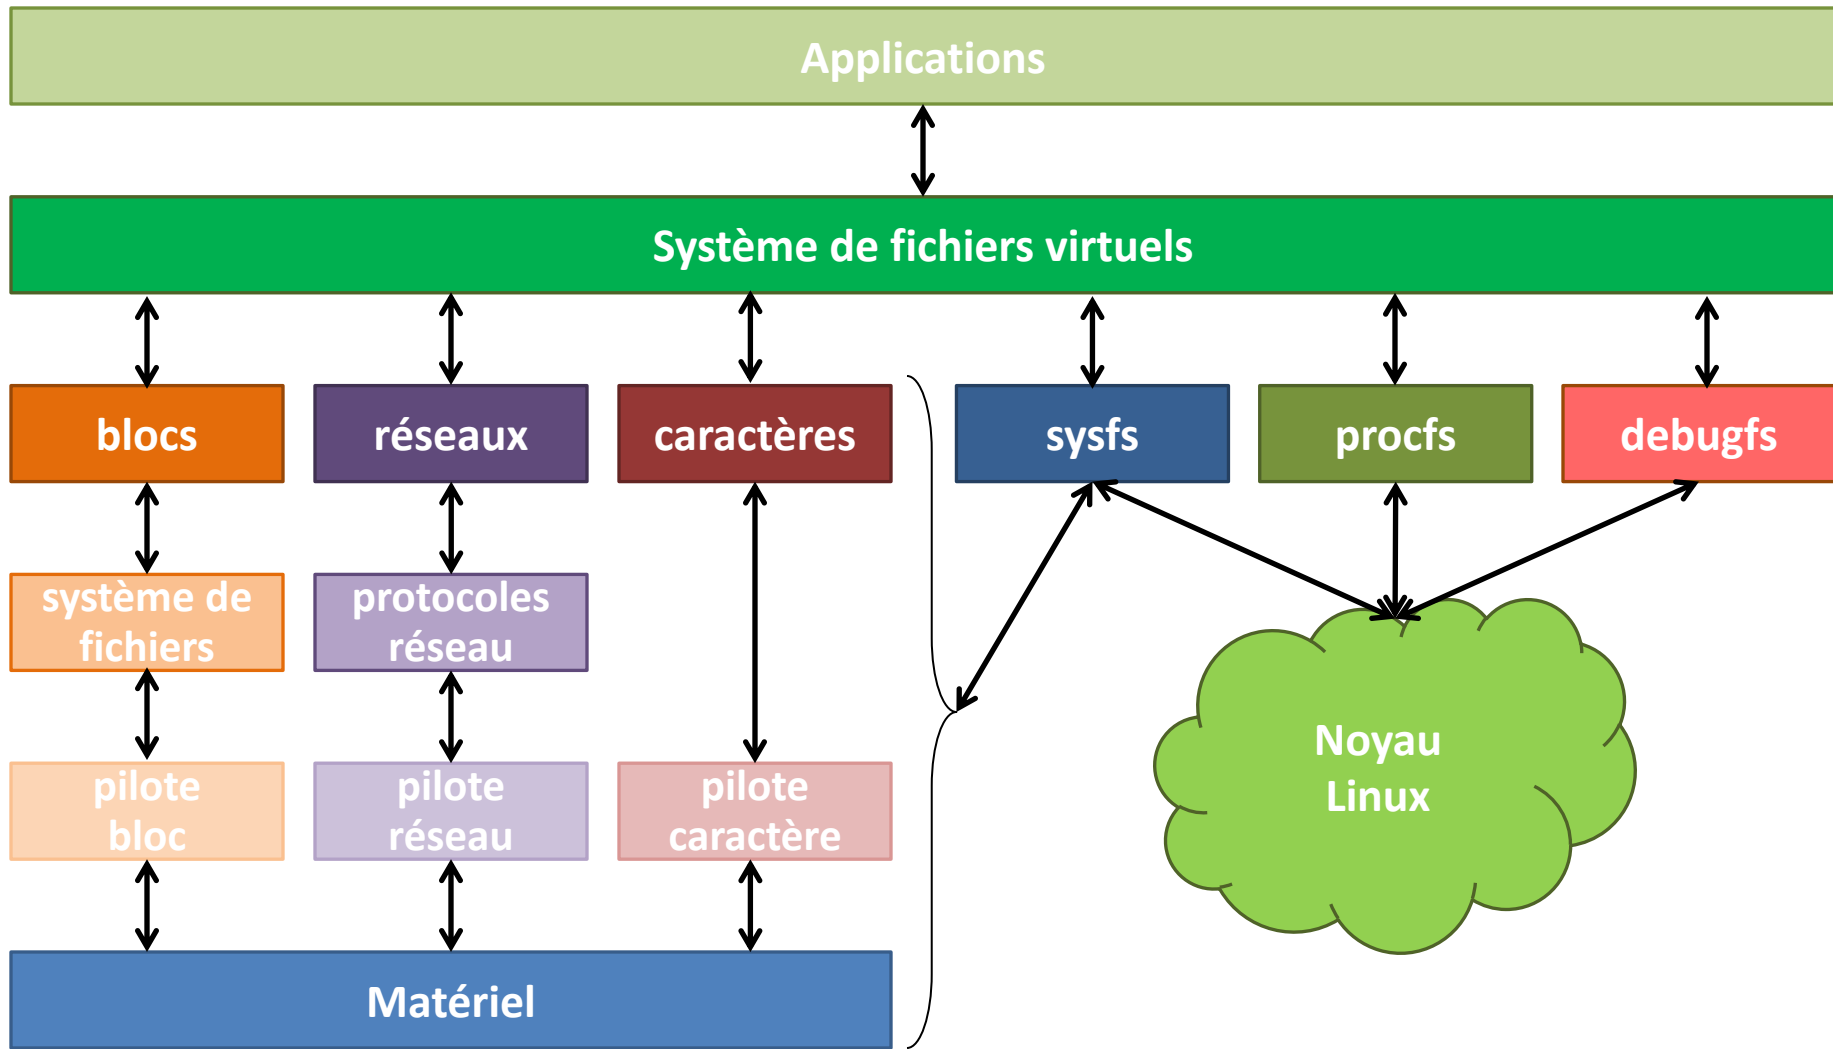 Applications
Système de fichiers virtuels
blocs
réseaux
caractères
sysfs
procfs
debugfs
système de
fichiers
protocoles
réseau
pilote
bloc
pilote
réseau
pilote
caractère
Noyau
Linux
Matériel